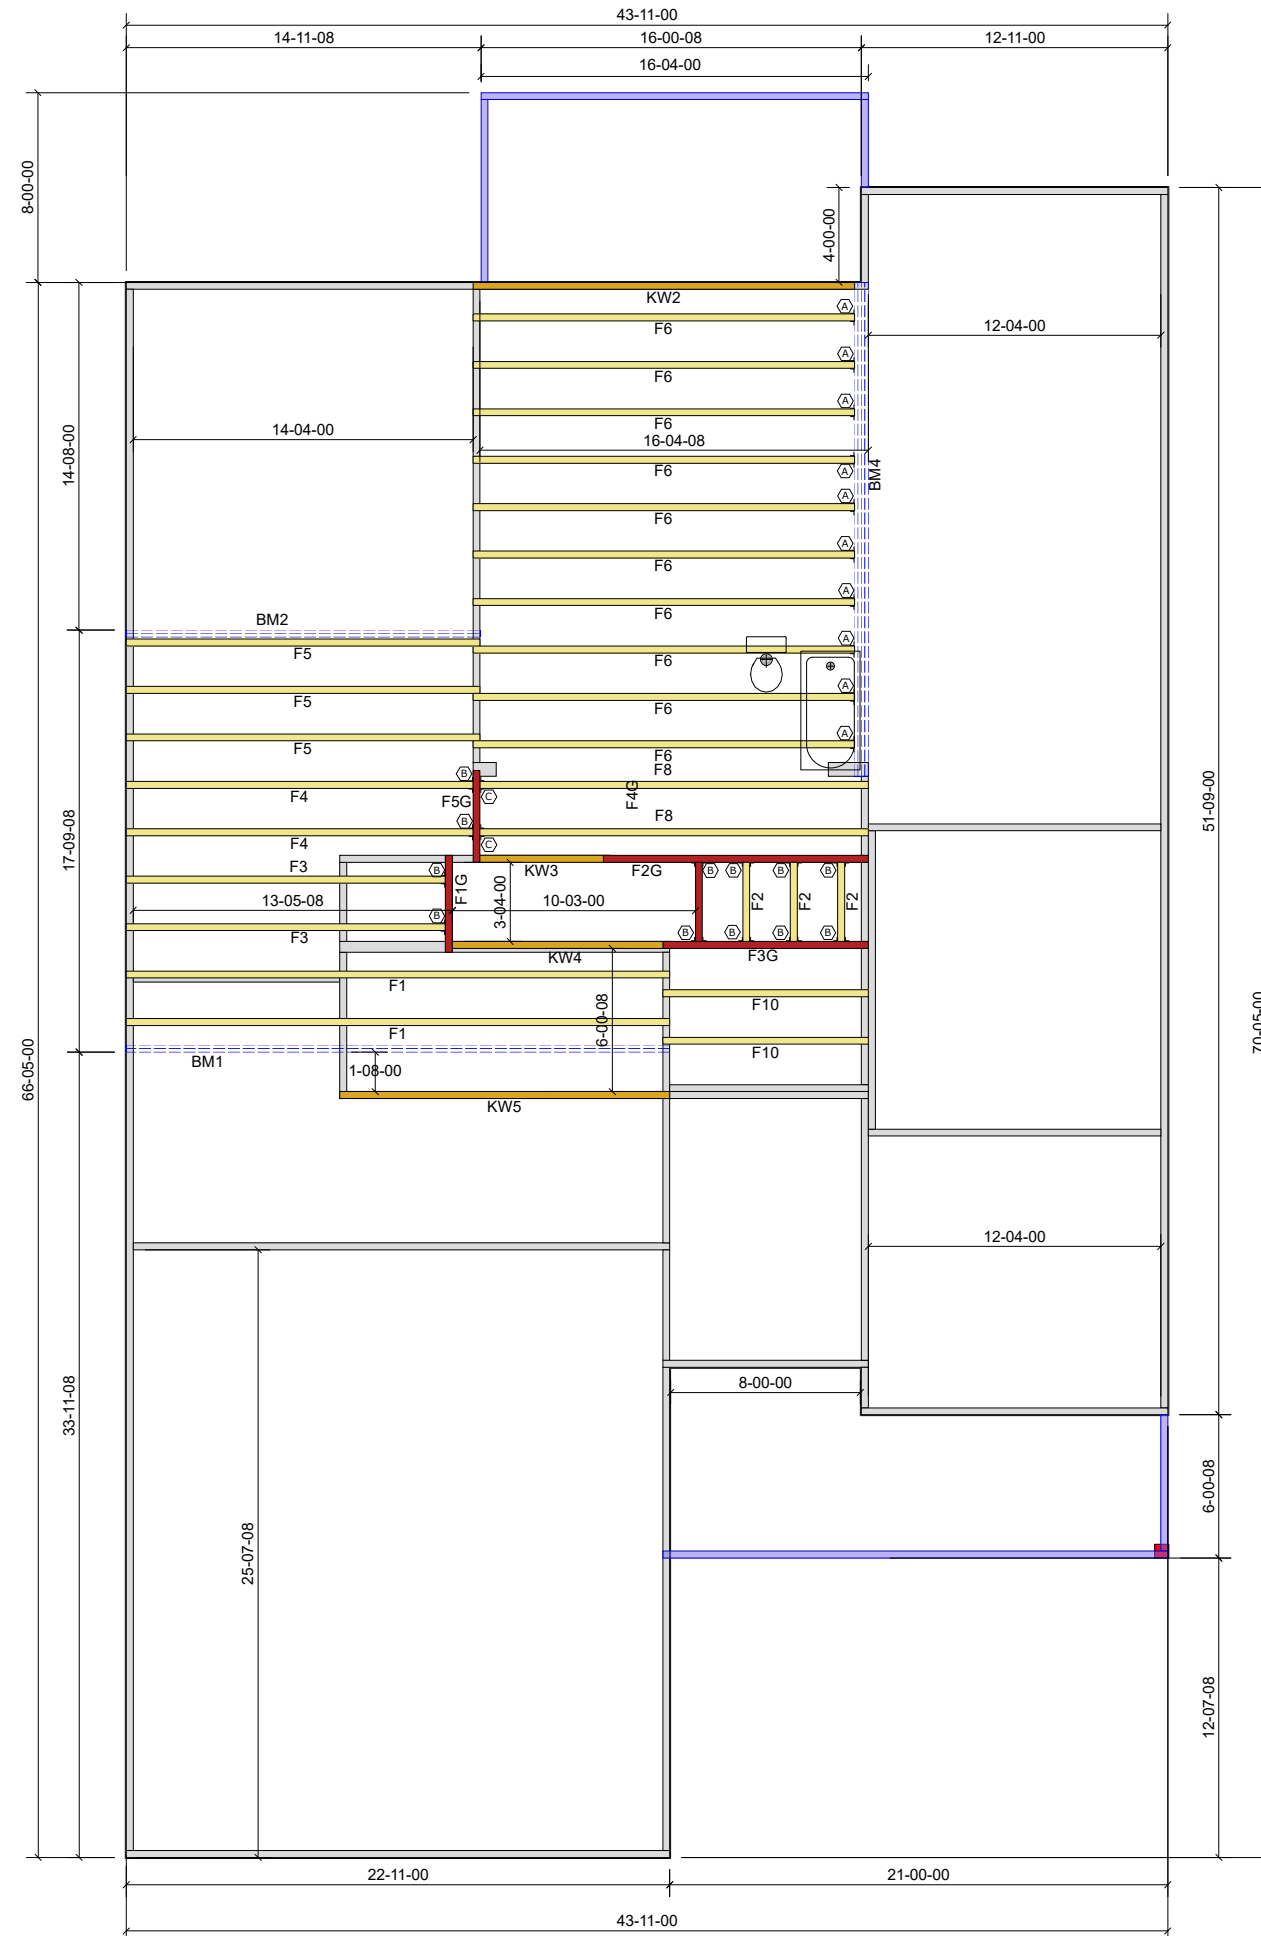 43-11-00
14-11-08 16-00-08 12-11-00
16-04-00
8-00-00
4-00-00
KW2
A
F6
12-04-00
A
F6
A
F6
14-04-00
16-04-08
14-08-00
BM4
A
F6
A
F6
A
F6
A
F6
BM2
A
F5
F6
A
F5
F6
A
F5
F6
F8
B
F4
F5G
C
F4G
51-09-00
B
F8
17-09-08
F4
C
F3
KW3
F2G
B
F1G
B B B B
13-05-08
3-04-00
10-03-00
F2
F2
F2
B
F3
B B B B
KW4
F3G
F1
F10
6-00-08
F1
F10
BM1
1-08-00
KW5
66-05-00
70-05-00
12-04-00
33-11-08
8-00-00
6-00-08
25-07-08
12-07-08
22-11-00 21-00-00
43-11-00